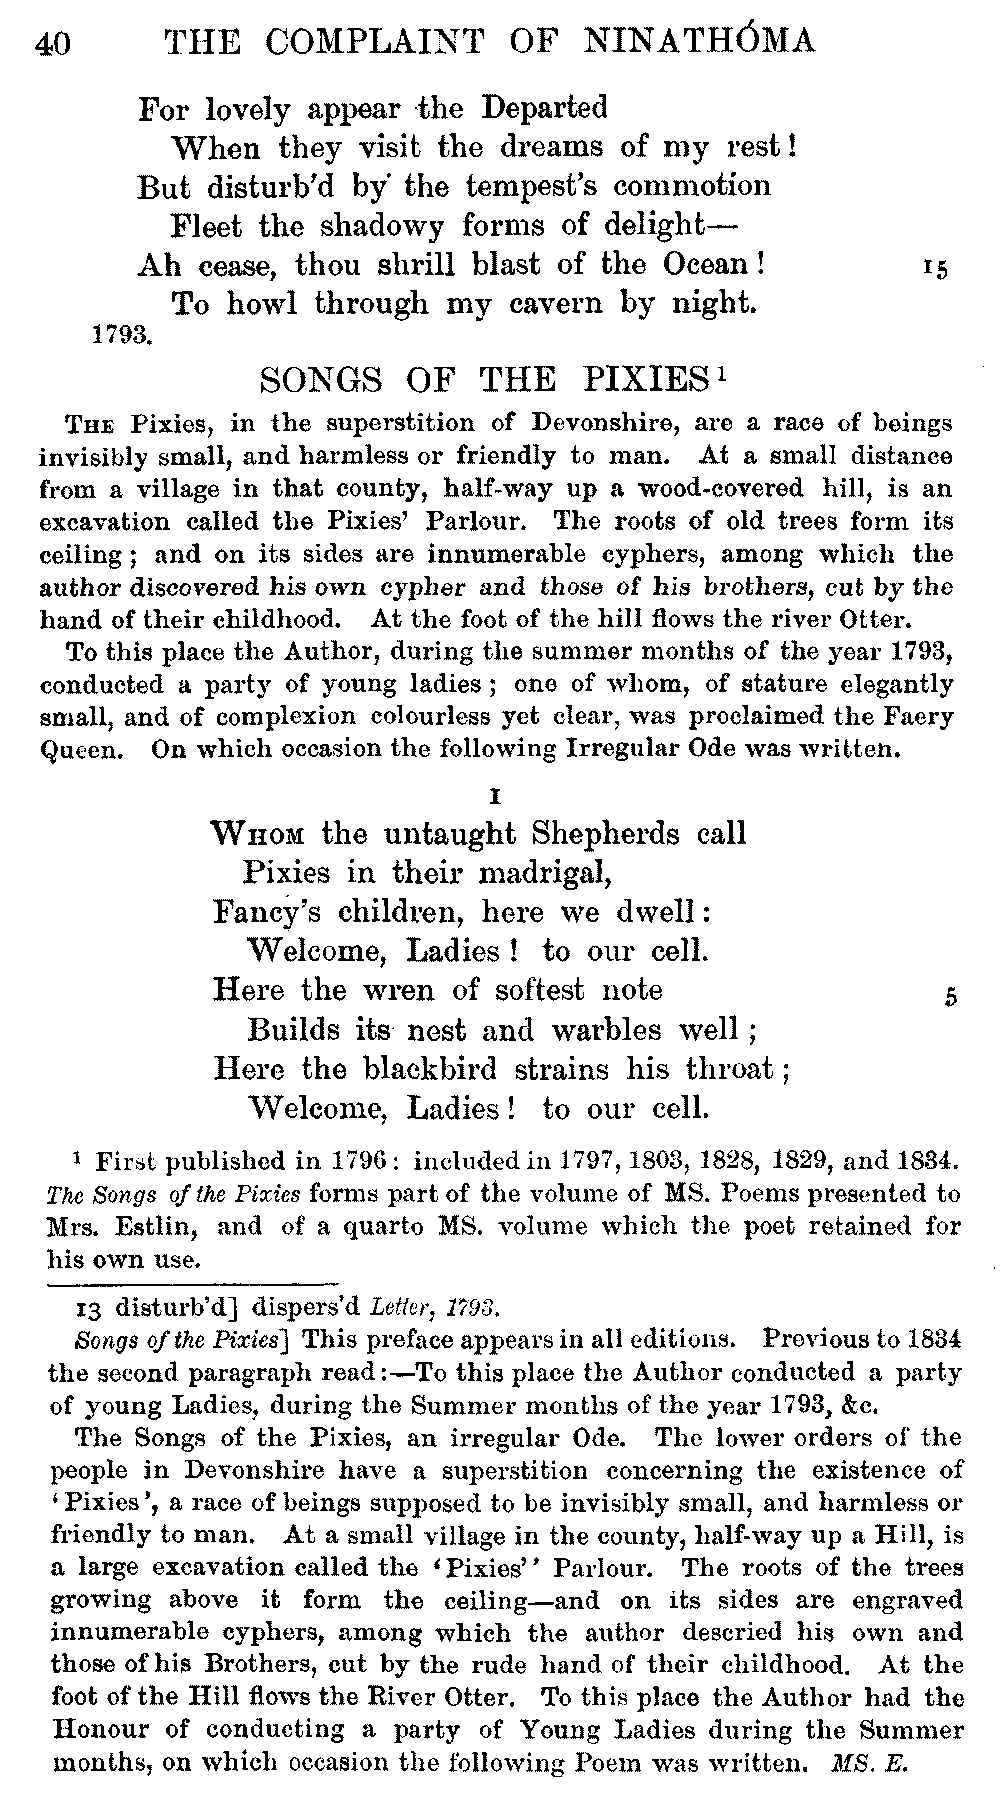 40 THE COMPLAINT OF NINATHÓMA
For lovely appear the Departed
When they visit the dreams of my rest!
But disturb'd by the tempest's commotion
Fleet the shadowy forms of delight—
Ah cease, thou shrill blast of the Ocean! 15
To howl through my cavern by night.
1793.
SONGS OF THE PIXIES¹
THE Pixies, in the superstition of Devonshire, are a race of beings
invisibly small, and harmless or friendly to man. At a small distance
from a village in that county, half-way up a wood-covered hill, is an
excavation called the Pixies' Parlour. The roots of old trees form its
ceiling; and on its sides are innumerable cyphers, among which the
author discovered his own cypher and those of his brothers, cut by the
hand of their childhood. At the foot of the hill flows the river Otter.
To this place the Author, during the summer months of the year 1793,
conducted a party of young ladies; one of whom, of stature elegantly
small, and of complexion colourless yet clear, was proclaimed the Faery
Queen. On which occasion the following Irregular Ode was written.
I
WHOM the untaught Shepherds call
Pixies in their madrigal,
Fancy's children, here we dwell:
Welcome, Ladies! to our cell.
Here the wren of softest note 5
Builds its nest and warbles well;
Here the blackbird strains his throat;
Welcome, Ladies! to our cell.
¹ First published in 1796: included in 1797, 1803, 1828, 1829, and 1834.
The Songs of the Pixies forms part of the volume of MS. Poems presented to
Mrs. Estlin, and of a quarto MS. volume which the poet retained for
his own use.
13 disturb'd] dispers'd Letter, 1793.
Songs of the Pixies] This preface appears in all editions. Previous to 1834
the second paragraph read:—To this place the Author conducted a party
of young Ladies, during the Summer months of the year 1793, &c.
The Songs of the Pixies, an irregular Ode. The lower orders of the
people in Devonshire have a superstition concerning the existence of
'Pixies', a race of beings supposed to be invisibly small, and harmless or
friendly to man. At a small village in the county, half-way up a Hill, is
a large excavation called the 'Pixies'' Parlour. The roots of the trees
growing above it form the ceiling—and on its sides are engraved
innumerable cyphers, among which the author descried his own and
those of his Brothers, cut by the rude hand of their childhood. At the
foot of the Hill flows the River Otter. To this place the Author had the
Honour of conducting a party of Young Ladies during the Summer
months, on which occasion the following Poem was written. MS. E.